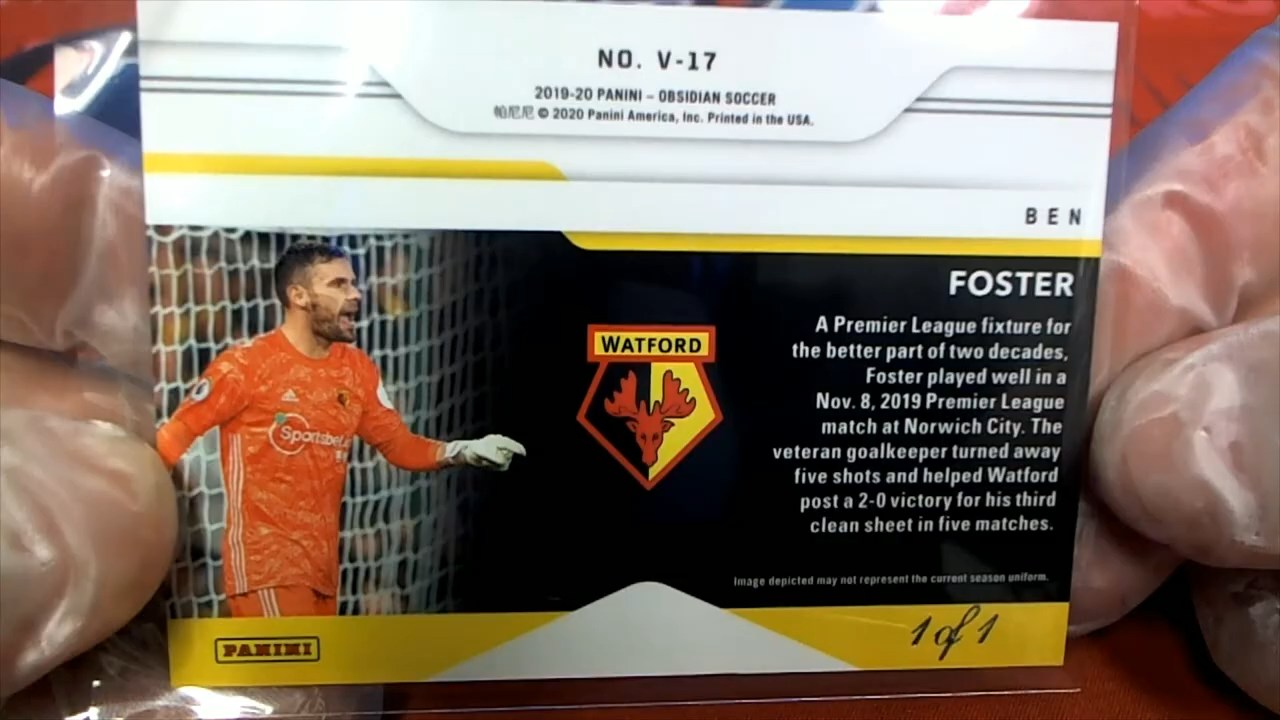 NO. V-17
2019-20 PANINI – OBSIDIAN SOCCER
帕尼尼 © 2020 Panini America, Inc. Printed in the USA.
BEN
FOSTER
A Premier League fixture for
the better part of two decades,
Foster played well in a
Nov. 8, 2019 Premier League
match at Norwich City. The
veteran goalkeeper turned away
five shots and helped Watford
post a 2-0 victory for his third
clean sheet in five matches.
WATFORD
Sportsbet
Image depicted may not represent the current season uniform.
PANINI
1 of 1